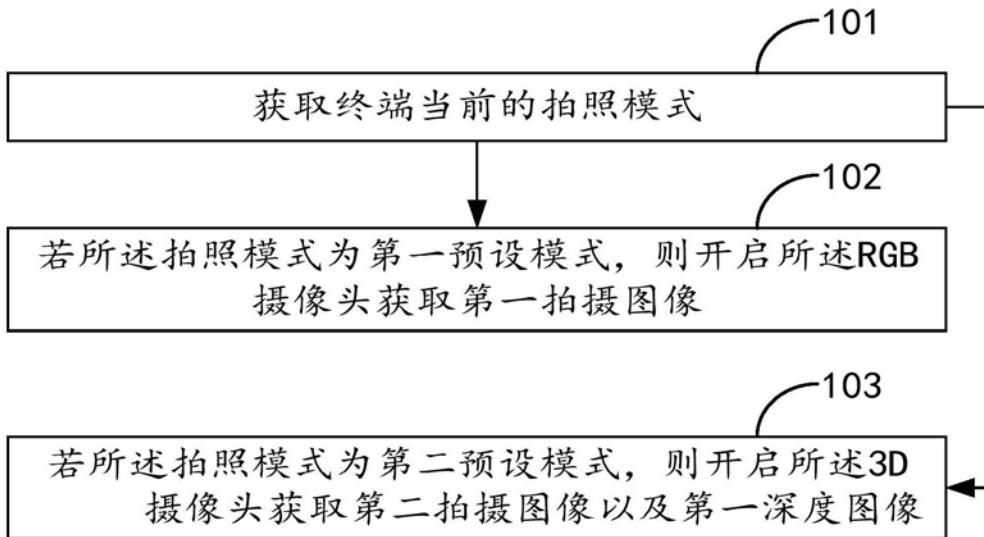 101
获取终端当前的拍照模式
102
若所述拍照模式为第一预设模式，则开启所述RGB
摄像头获取第一拍摄图像
103
若所述拍照模式为第二预设模式，则开启所述3D
摄像头获取第二拍摄图像以及第一深度图像